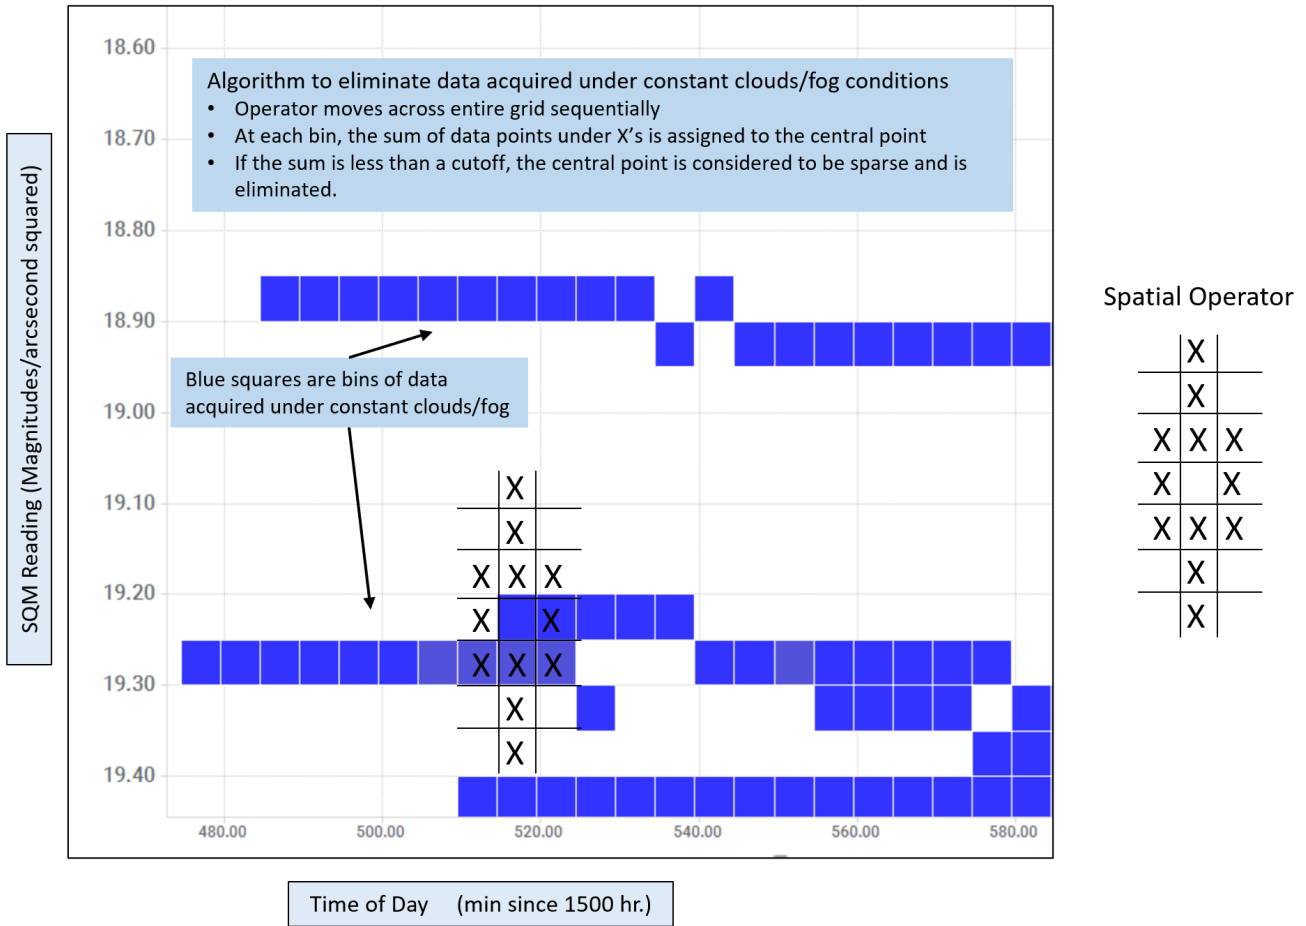 18.60
Algorithm to eliminate data acquired under constant clouds/fog conditions
• Operator moves across entire grid sequentially
18.70
• At each bin, the sum of data points under X's is assigned to the central point
• If the sum is less than a cutoff, the central point is considered to be sparse and is
eliminated.
18.80
18.90
Blue squares are bins of data
acquired under constant clouds/fog
19.00
19.10
19.20
19.30
19.40
X
X
X X X
X X
X X X
X
X
480.00 500.00 520.00 540.00 560.00 580.00
SQM Reading (Magnitudes/arcsecond squared)
Time of Day (min since 1500 hr.)
Spatial Operator
X
X
X X X
X X
X X X
X
X